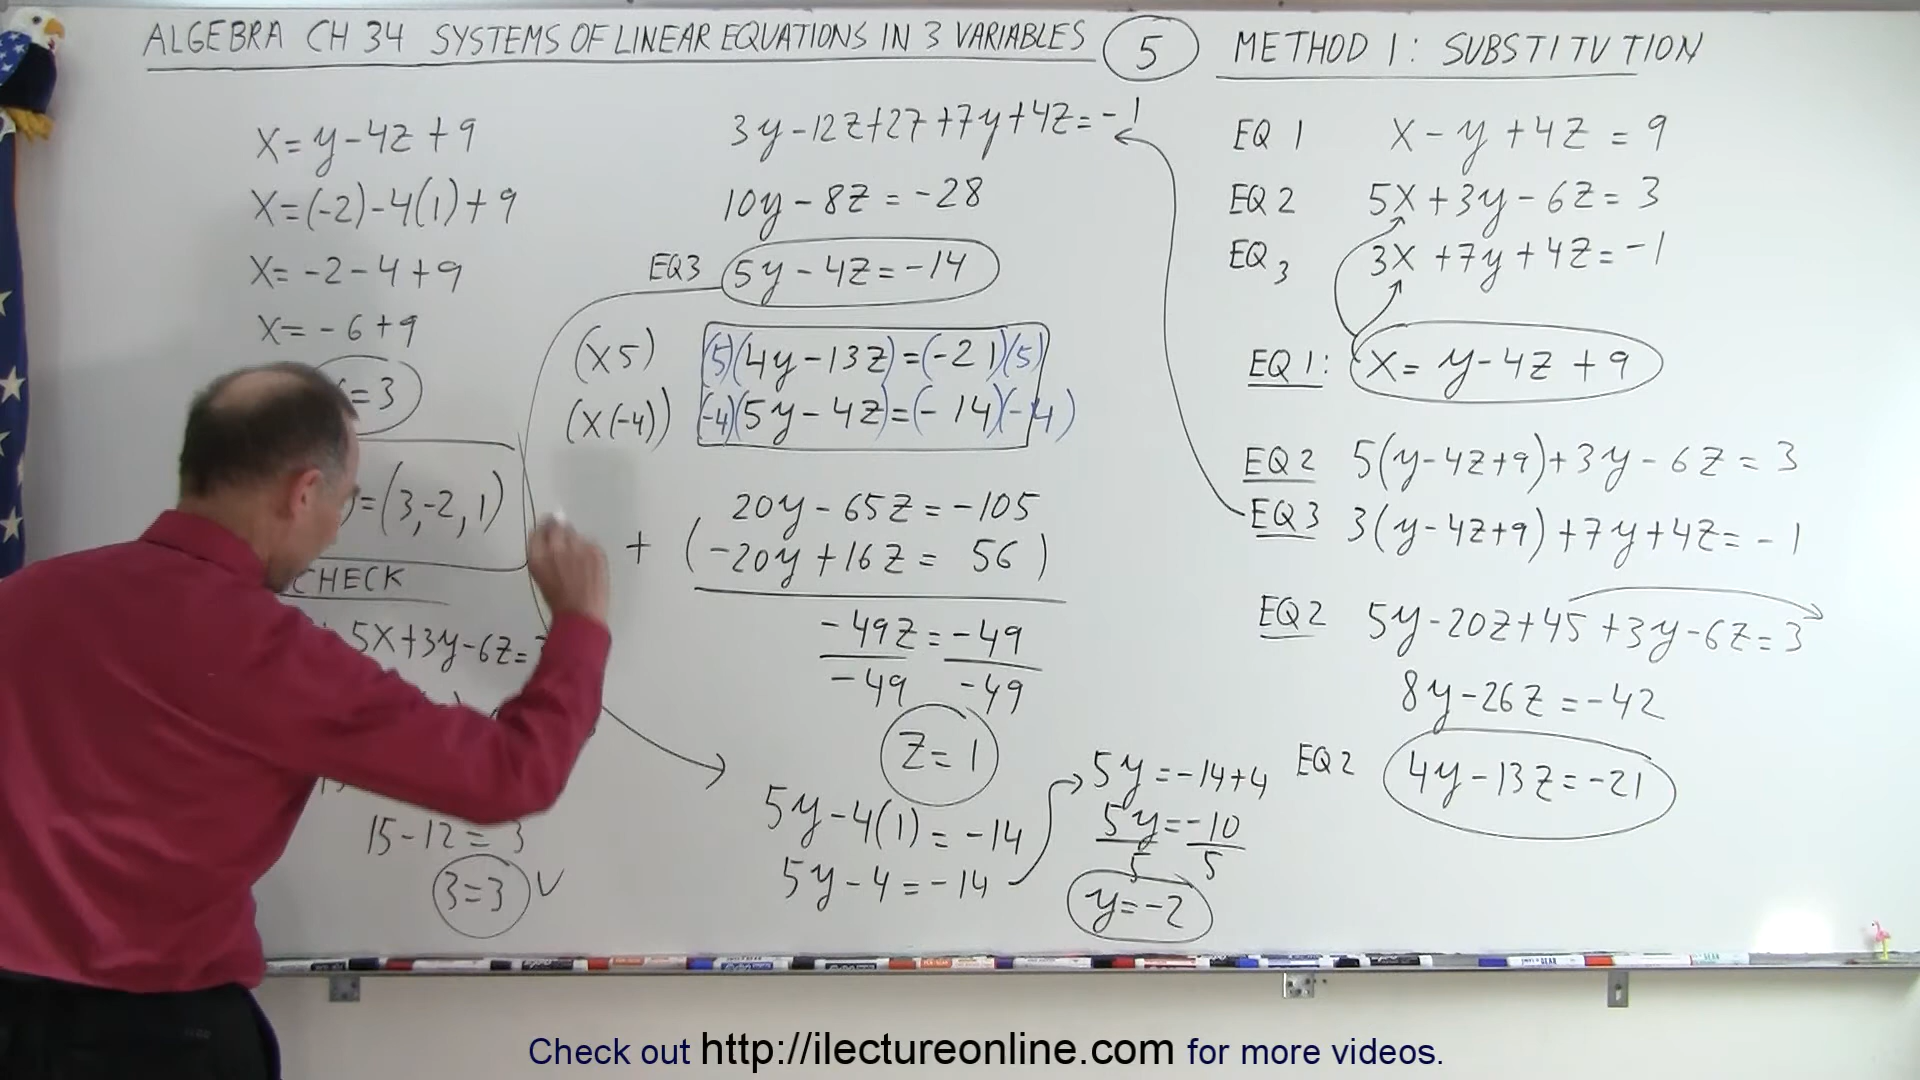 ALGEBRA CH 34 SYSTEMS OF LINEAR EQUATIONS IN 3 VARIABLES 5 METHOD 1: SUBSTITUTION
x = y - 4z + 9
x = (-2) - 4(1) + 9
x = -2 - 4 + 9
x = -6 + 9
= 3
) = (3, -2, 1)
CHECK
5x + 3y - 6z =
15 - 12 = 3
3 = 3 ✓
3y - 12z + 27 + 7y + 4z = -1
10y - 8z = -28
EQ3 5y - 4z = -14
(x5) (5)(4y - 13z) = (-21)(5)
(x(-4)) (-4)(5y - 4z) = (-14)(-4)
20y - 65z = -105
+ (-20y + 16z = 56)
-49z = -49
-49 -49
z = 1
5y - 4(1) = -14
5y - 4 = -14
5y = -14 + 4
5y = -10
5 5
y = -2
EQ 1 x - y + 4z = 9
EQ 2 5x + 3y - 6z = 3
EQ 3 3x + 7y + 4z = -1
EQ 1: x = y - 4z + 9
EQ 2 5(y - 4z + 9) + 3y - 6z = 3
EQ 3 3(y - 4z + 9) + 7y + 4z = -1
EQ2 5y - 20z + 45 + 3y - 6z = 3
8y - 26z = -42
EQ 2 4y - 13z = -21
Check out http://ilectureonline.com for more videos.